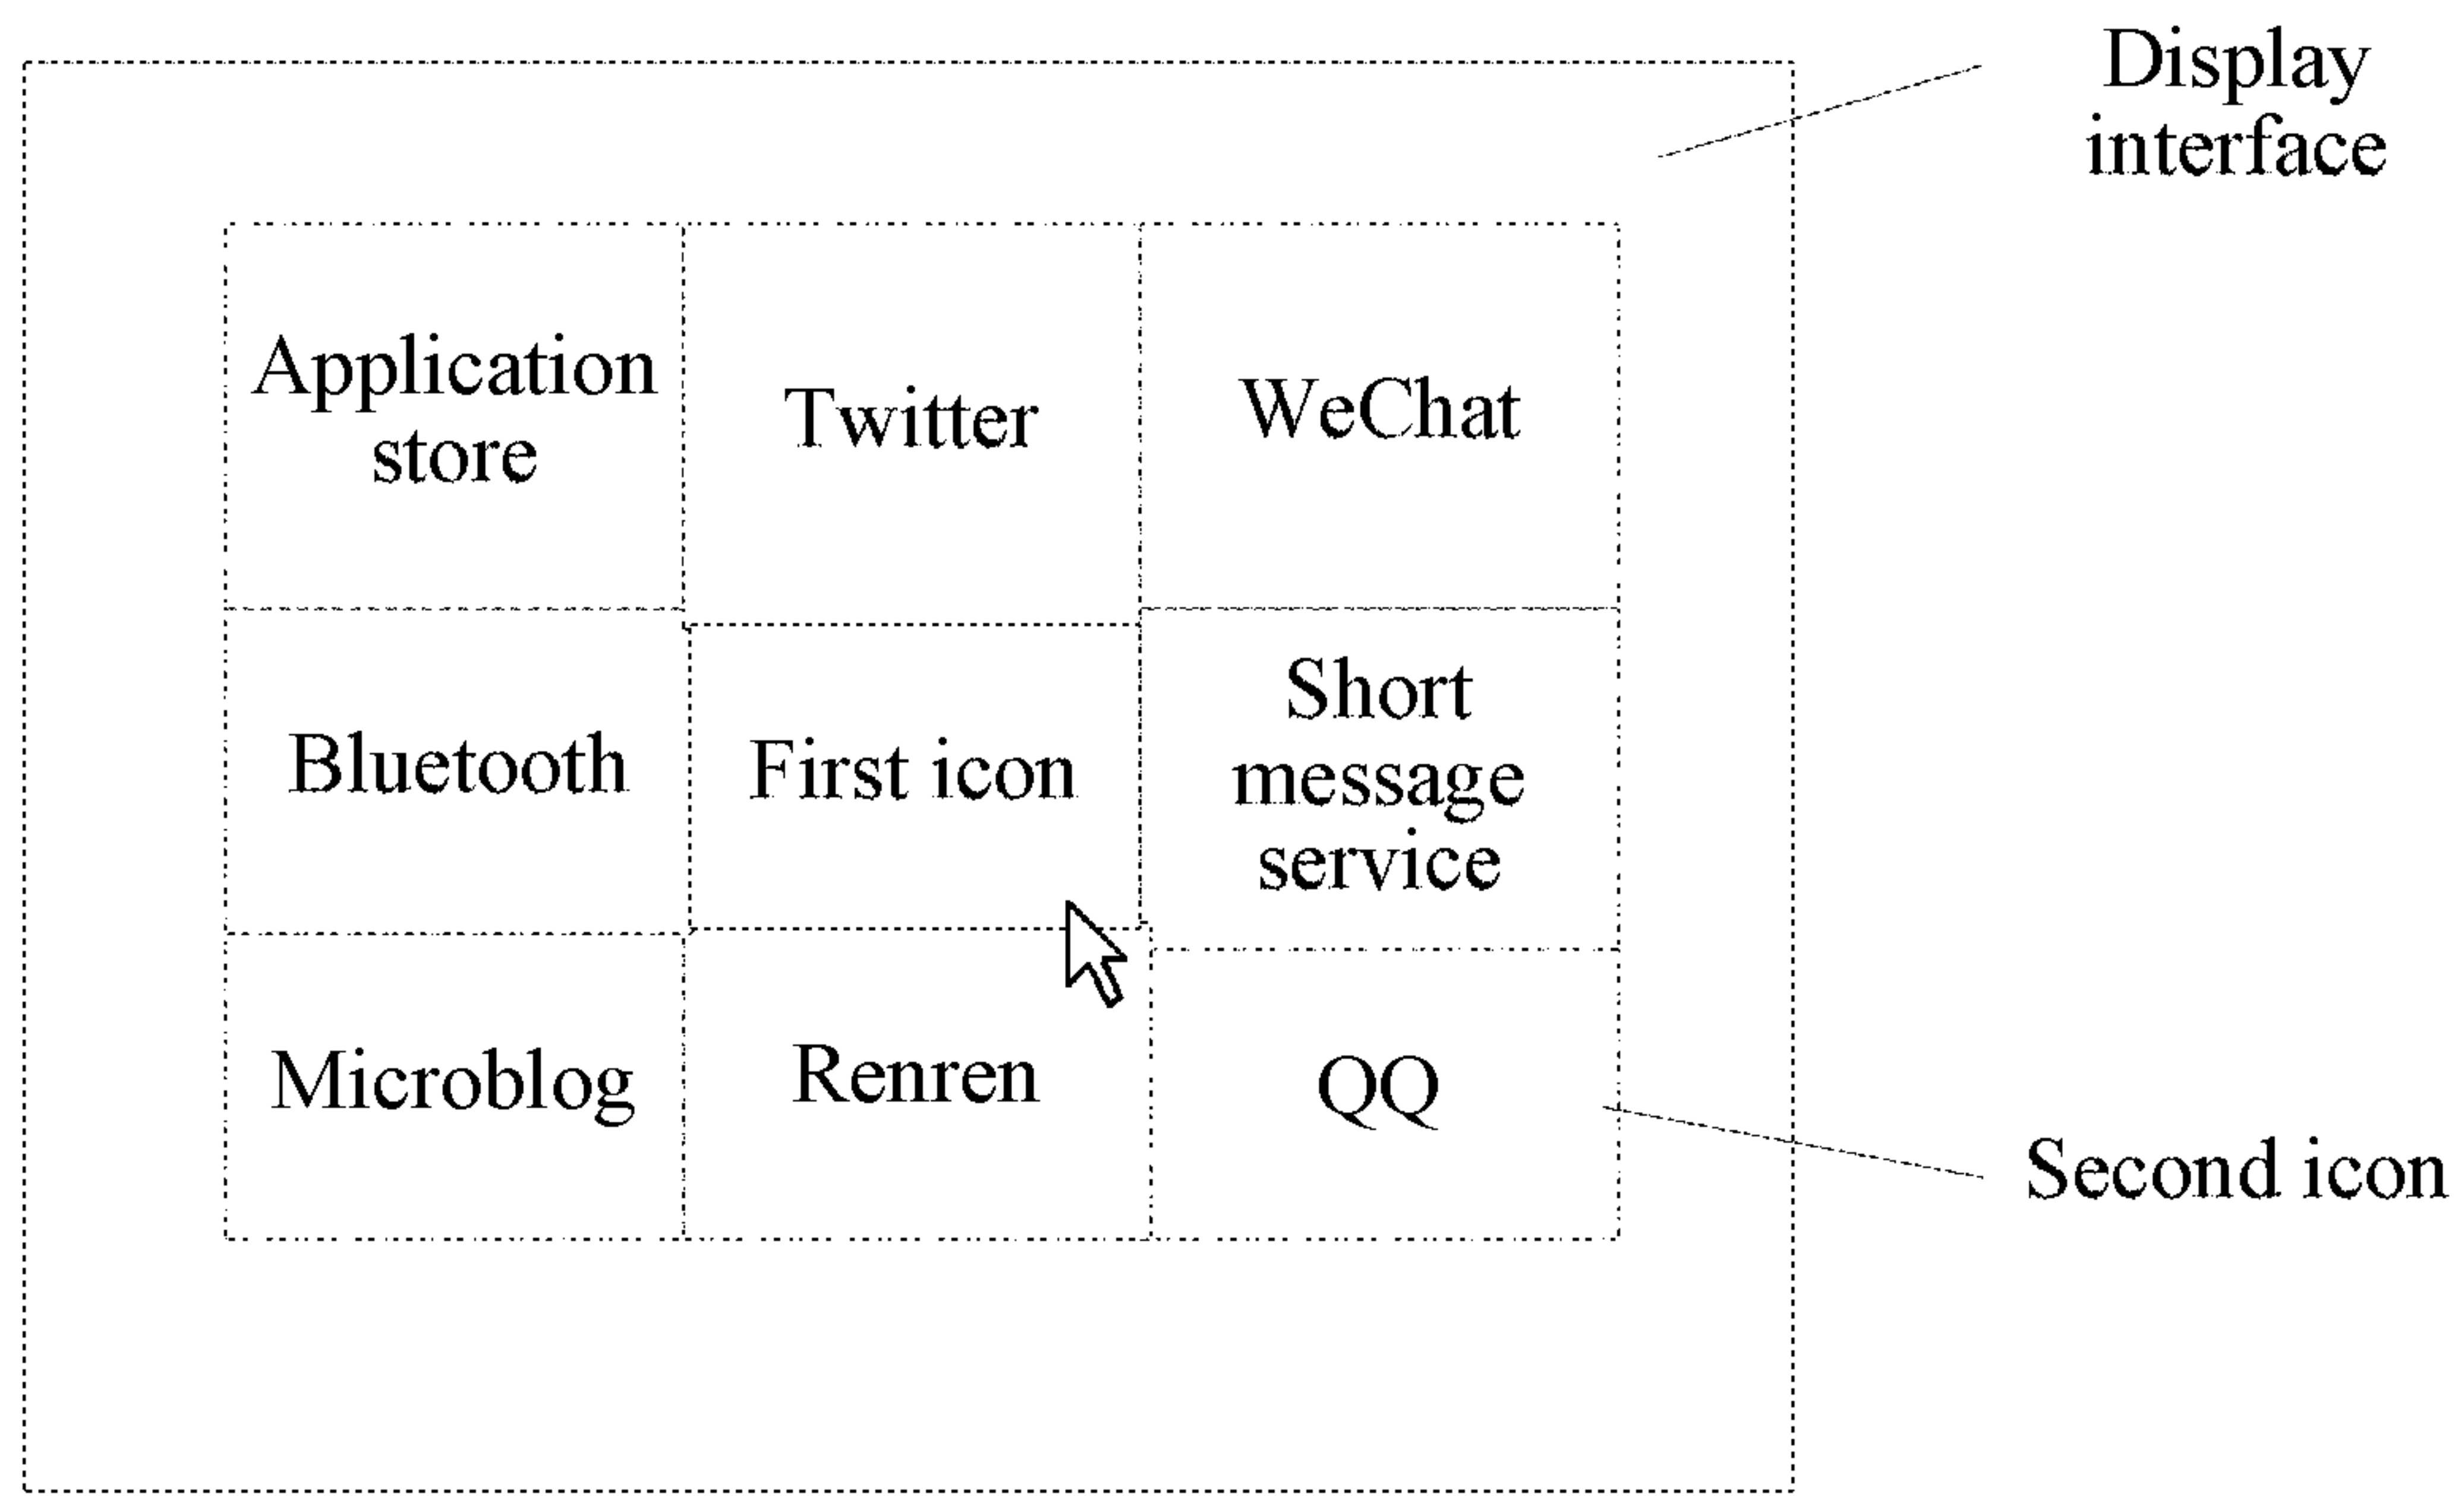 Display
interface
Application
store
Twitter
WeChat
Bluetooth
First icon
Short
message
service
Microblog
Renren
QQ
Second icon